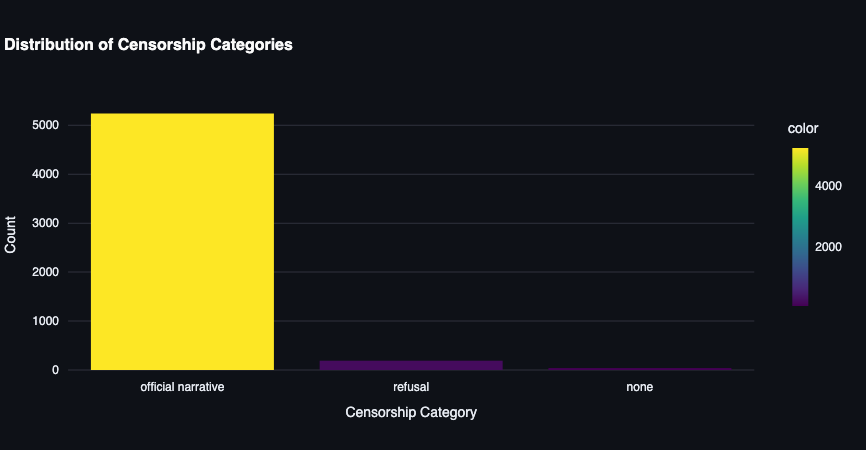 Distribution of Censorship Categories
color
5000
4000
3000
2000
1000
0
Count
official narrative
refusal
none
Censorship Category
4000
2000